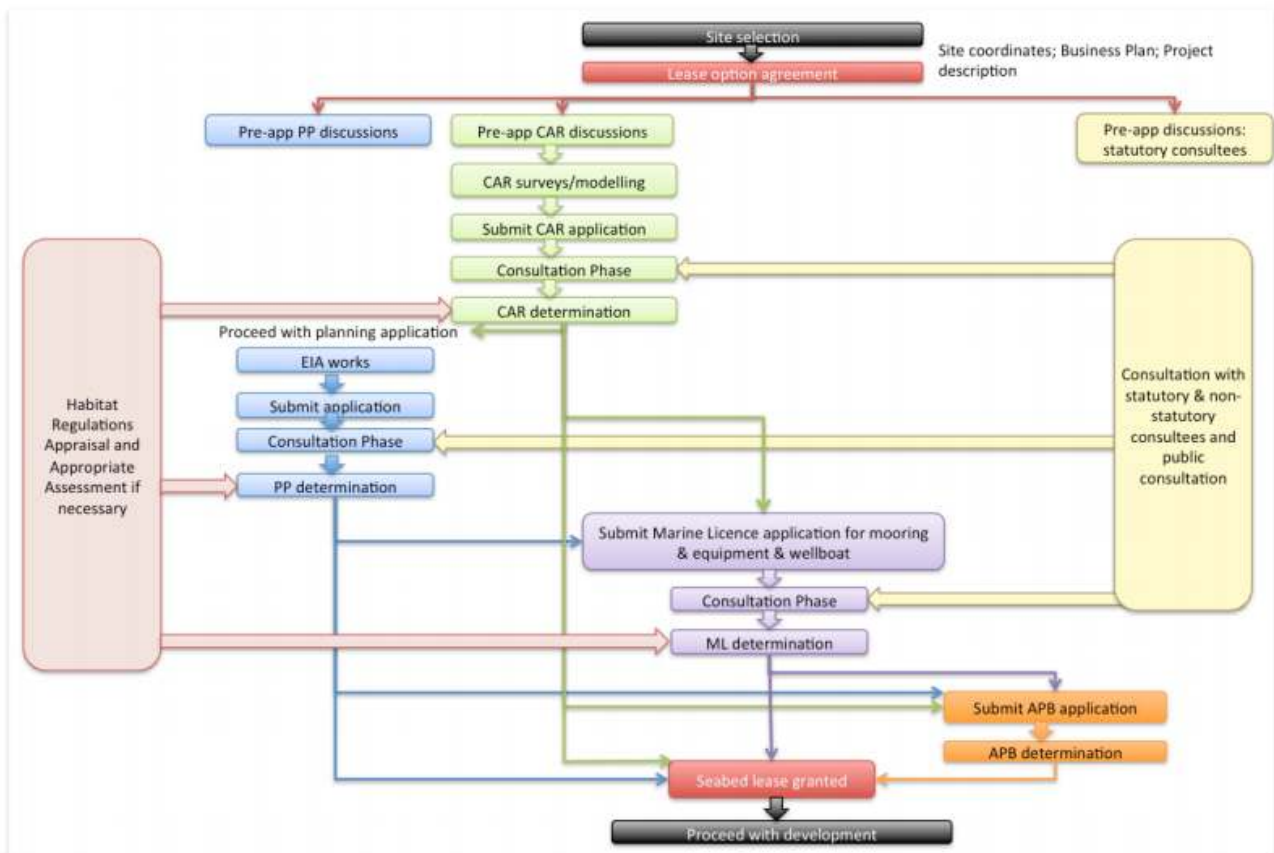 Site selection
Site coordinates; Business Plan; Project
description
Lease option agreement
Pre-app PP discussions
Pre-app CAR discussions
Pre-app discussions:
statutory consultees
CAR surveys/modelling
Submit CAR application
Consultation Phase
CAR determination
Proceed with planning application
EIA works
Submit application
Consultation Phase
PP determination
Habitat
Regulations
Appraisal and
Appropriate
Assessment if
necessary
Consultation with
statutory & non-
statutory
consultees and
public
consultation
Submit Marine Licence application for mooring
& equipment & wellboat
Consultation Phase
ML determination
Submit APB application
APB determination
Seabed lease granted
Proceed with development